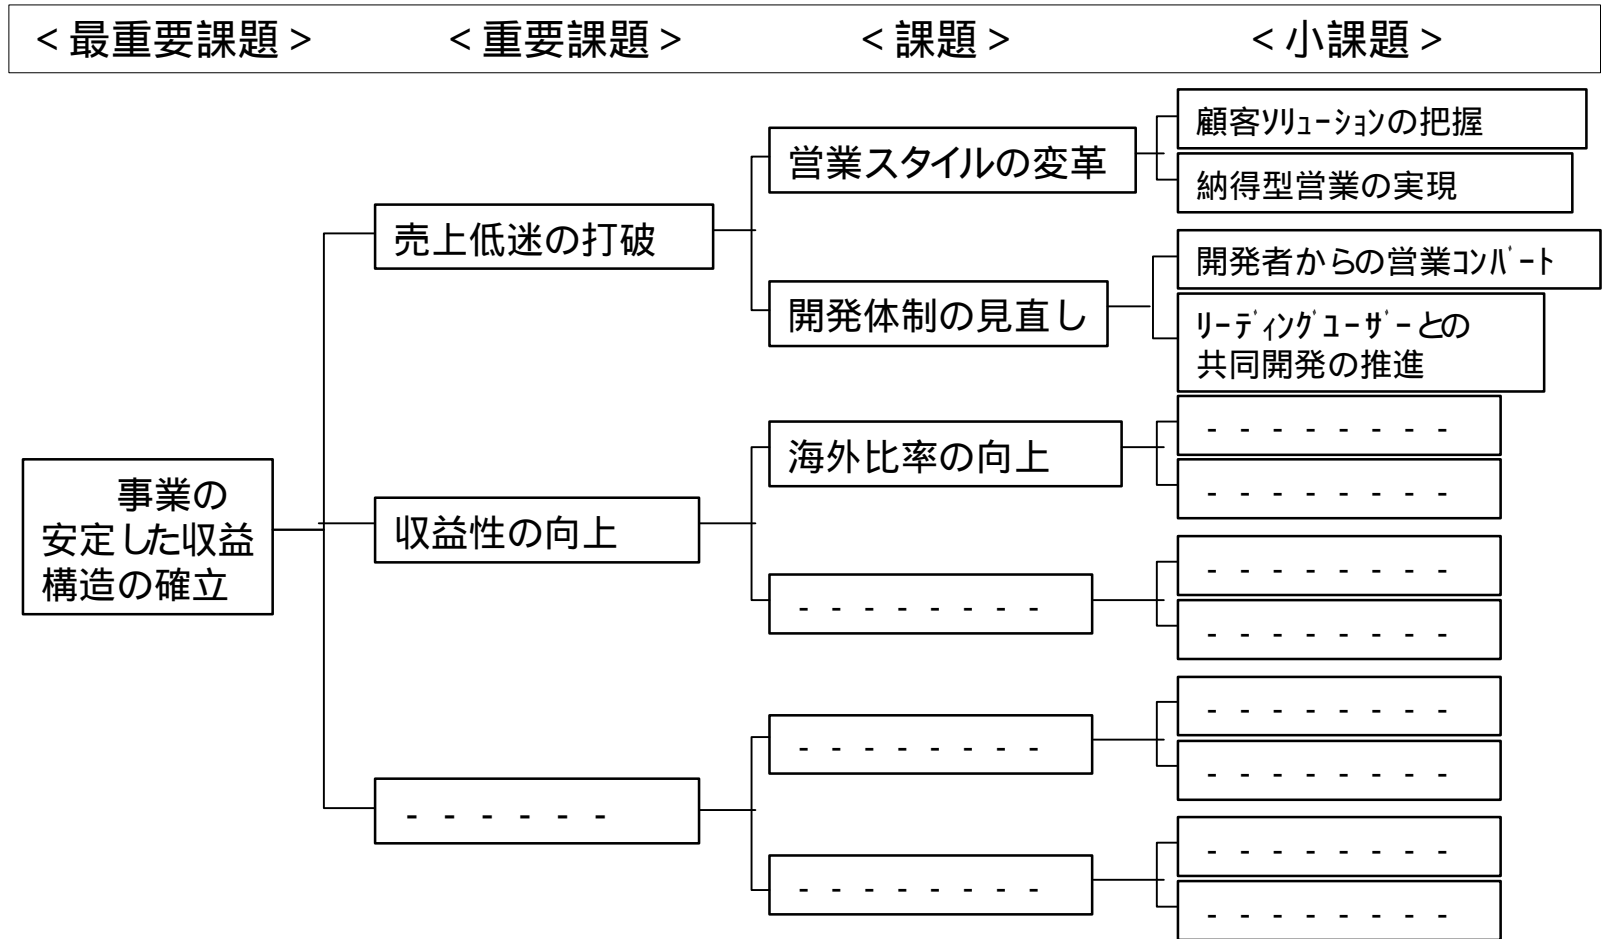 <最重要課題> <重要課題> <課題> <小課題>
顧客ｿﾘｭｰｼｮﾝの把握
営業スタイルの変革
納得型営業の実現
売上低迷の打破
開発者からの営業ｺﾝﾊﾞｰﾄ
開発体制の見直し
ﾘｰﾃﾞｨﾝｸﾞﾕｰｻﾞｰとの
共同開発の推進
- - - - - - - -
海外比率の向上
- - - - - - - -
事業の
安定した収益
構造の確立
収益性の向上
- - - - - - - -
- - - - - - - -
- - - - - - - -
- - - - - - - -
- - - - - - - -
- - - - - - - -
- - - - - -
- - - - - - - -
- - - - - - - -
- - - - - - - -